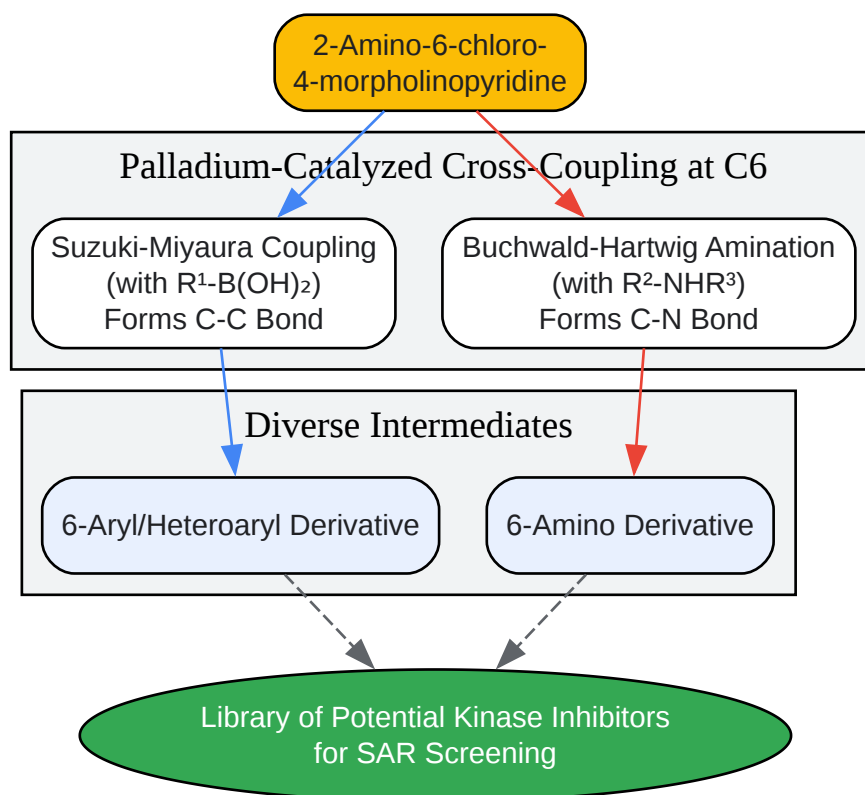 2-Amino-6-chloro-
4-morpholinopyridine
Palladium-Catalyzed Cross-Coupling at C6
Suzuki-Miyaura Coupling
(with R¹-B(OH)₂)
Forms C-C Bond
Buchwald-Hartwig Amination
(with R²-NHR³)
Forms C-N Bond
Diverse Intermediates
6-Aryl/Heteroaryl Derivative
6-Amino Derivative
Library of Potential Kinase Inhibitors
for SAR Screening